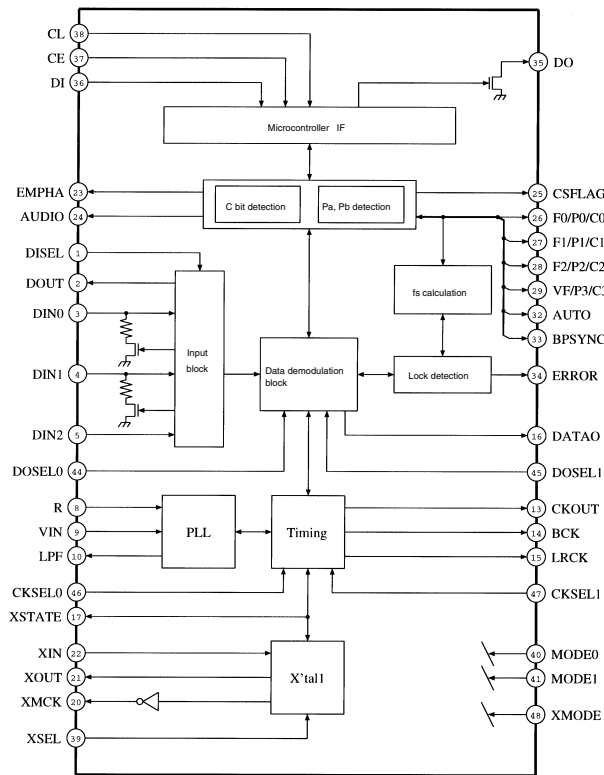 CL 38
CE 37
DI 36
35 DO
Microcontroller IF
EMPHA 23
AUDIO 24
C bit detection
Pa, Pb detection
25 CSFLAG
26 F0/P0/C0
27 F1/P1/C1
28 F2/P2/C2
29 VF/P3/C3
32 AUTO
33 BPSYNC
34 ERROR
DISEL 1
DOUT 2
DIN0 3
DIN1 4
DIN2 5
Input
block
fs calculation
Data demodulation
block
Lock detection
16 DATAO
DOSEL0 44
45 DOSEL1
R 8
VIN 9
LPF 10
PLL
Timing
13 CKOUT
14 BCK
15 LRCK
CKSEL0 46
47 CKSEL1
XSTATE 17
XIN 22
XOUT 21
XMCK 20
XSEL 39
X'tal1
40 MODE0
41 MODE1
48 XMODE